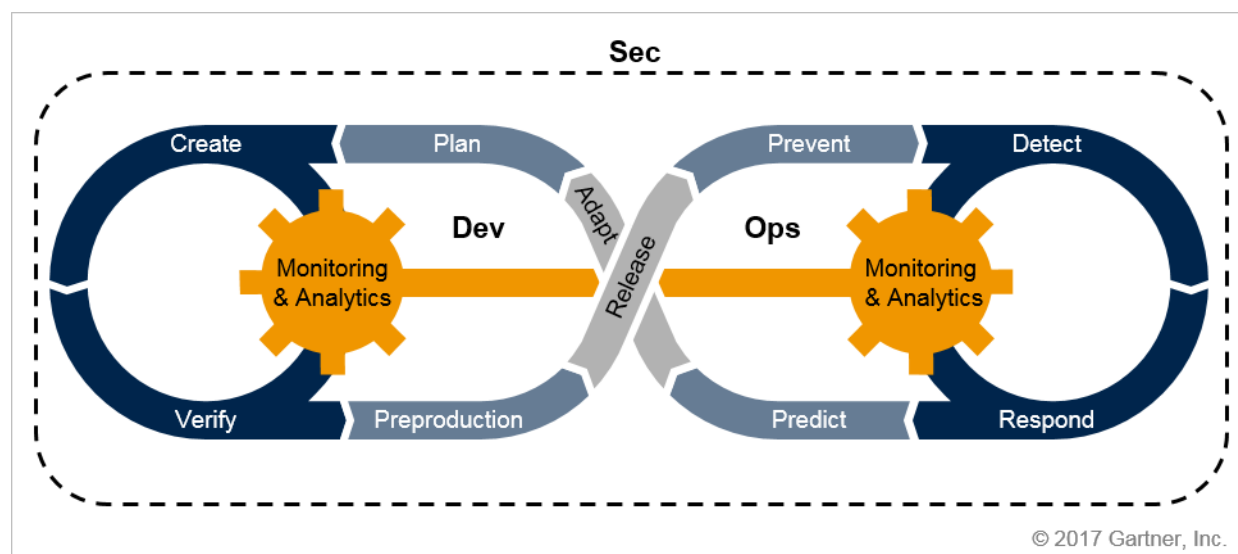 Sec
Create
Plan
Prevent
Detect
Adapt
Dev
Release
Ops
Monitoring
& Analytics
Monitoring
& Analytics
Verify
Preproduction
Predict
Respond
© 2017 Gartner, Inc.